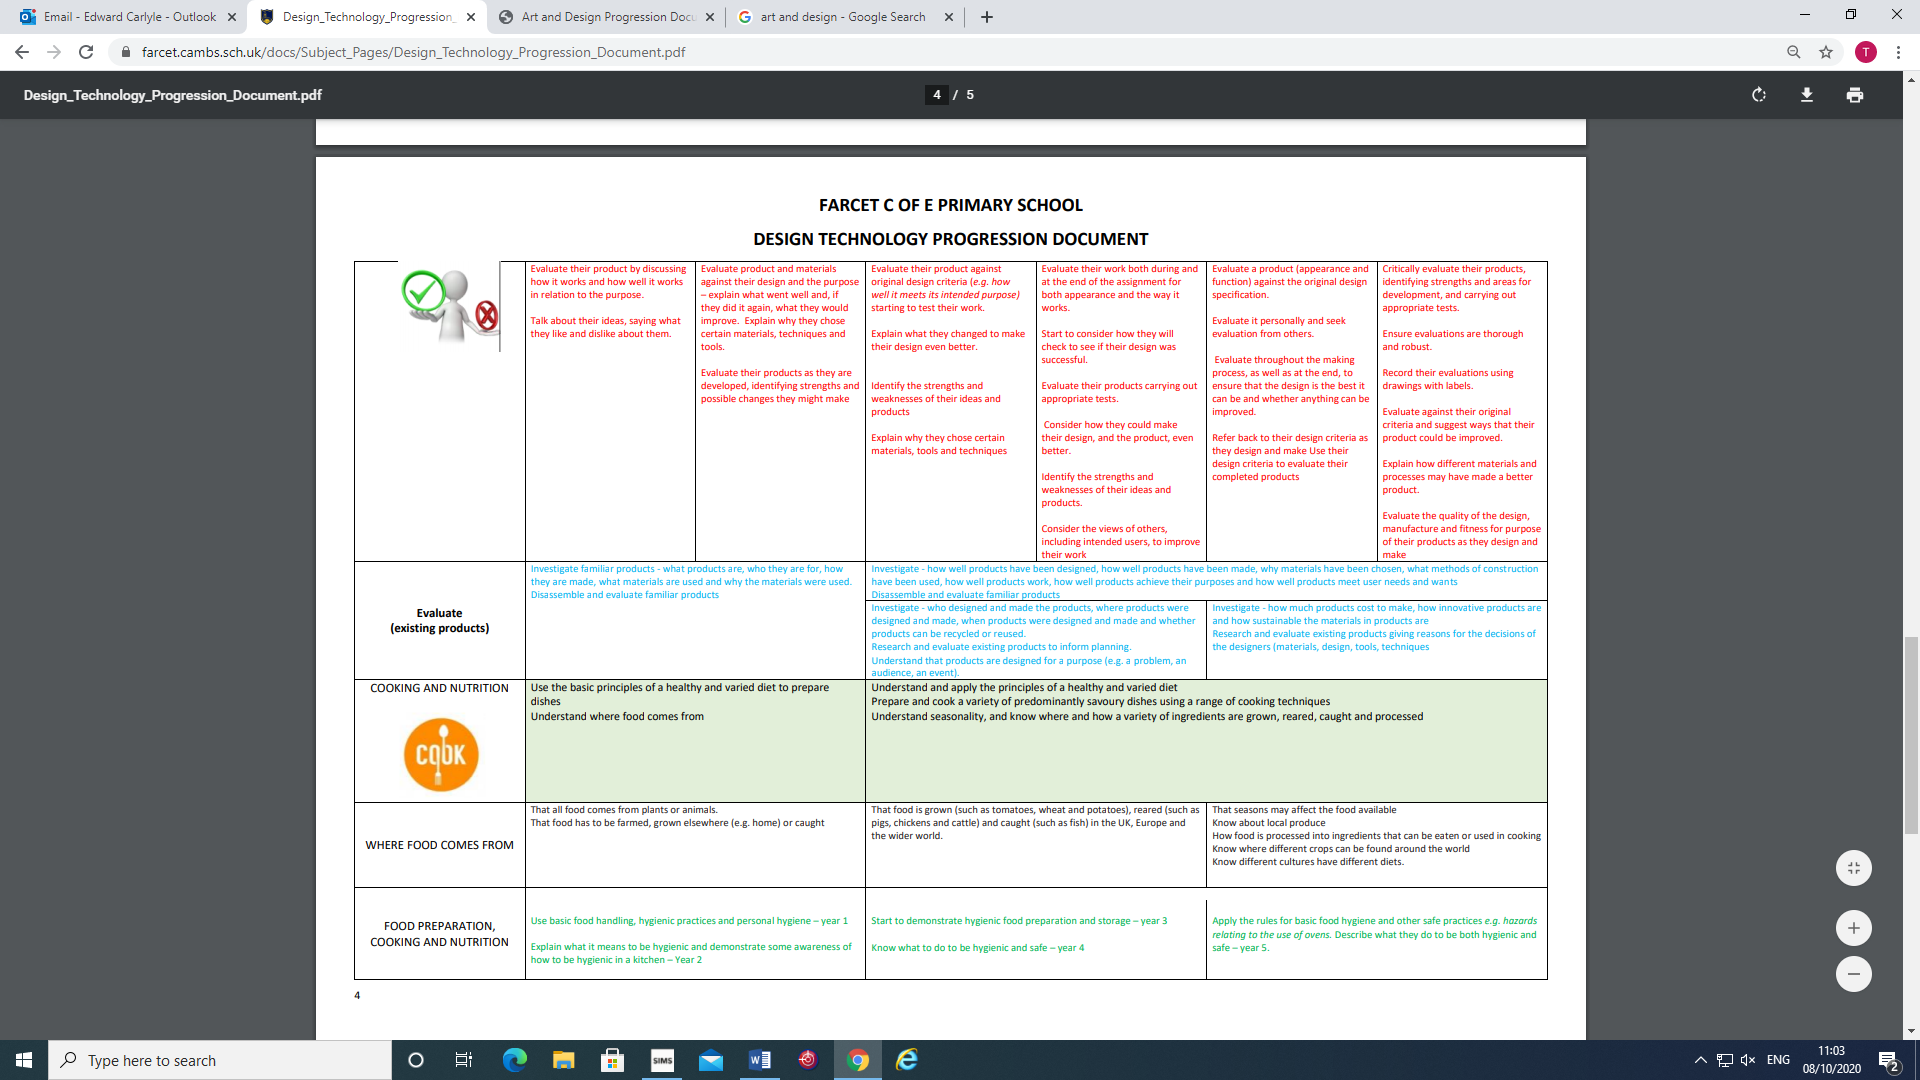 Email - Edward Carlyle - Outlook
Design_Technology_Progression_
Art and Design Progression Docu
art and design - Google Search
farcet.cambs.sch.uk/docs/Subject_Pages/Design_Technology_Progression_Document.pdf
T
Design_Technology_Progression_Document.pdf
4 / 5
FARCET C OF E PRIMARY SCHOOL
DESIGN TECHNOLOGY PROGRESSION DOCUMENT
Evaluate their product by discussing
how it works and how well it works
in relation to the purpose.
Talk about their ideas, saying what
they like and dislike about them.
Evaluate product and materials
against their design and the purpose
– explain what went well and, if
they did it again, what they would
improve. Explain why they chose
certain materials, techniques and
tools.
Evaluate their products as they are
developed, identifying strengths and
possible changes they might make
Evaluate their product against
original design criteria (e.g. how
well it meets its intended purpose)
starting to test their work.
Explain what they changed to make
their design even better.
Identify the strengths and
weaknesses of their ideas and
products
Explain why they chose certain
materials, tools and techniques
Evaluate their work both during and
at the end of the assignment for
both appearance and the way it
works.
Start to consider how they will
check to see if their design was
successful.
Evaluate their products carrying out
appropriate tests.
Consider how they could make
their design, and the product, even
better.
Identify the strengths and
weaknesses of their ideas and
products.
Consider the views of others,
including intended users, to improve
their work
Evaluate a product (appearance and
function) against the original design
specification.
Evaluate it personally and seek
evaluation from others.
Evaluate throughout the making
process, as well as at the end, to
ensure that the design is the best it
can be and whether anything can be
improved.
Refer back to their design criteria as
they design and make Use their
design criteria to evaluate their
completed products
Critically evaluate their products,
identifying strengths and areas for
development, and carrying out
appropriate tests.
Ensure evaluations are thorough
and robust.
Record their evaluations using
drawings with labels.
Evaluate against their original
criteria and suggest ways that their
product could be improved.
Explain how different materials and
processes may have made a better
product.
Evaluate the quality of the design,
manufacture and fitness for purpose
of their products as they design and
make
Evaluate
(existing products)
Investigate familiar products - what products are, who they are for, how
they are made, what materials are used and why the materials were used.
Disassemble and evaluate familiar products
Investigate - how well products have been designed, how well products have been made, why materials have been chosen, what methods of construction
have been used, how well products work, how well products achieve their purposes and how well products meet user needs and wants
Disassemble and evaluate familiar products
Investigate - who designed and made the products, where products were
designed and made, when products were designed and made and whether
products can be recycled or reused.
Research and evaluate existing products to inform planning.
Understand that products are designed for a purpose (e.g. a problem, an
audience, an event).
Investigate - how much products cost to make, how innovative products are
and how sustainable the materials in products are
Research and evaluate existing products giving reasons for the decisions of
the designers (materials, design, tools, techniques
COOKING AND NUTRITION
COOK
Use the basic principles of a healthy and varied diet to prepare
dishes
Understand where food comes from
Understand and apply the principles of a healthy and varied diet
Prepare and cook a variety of predominantly savoury dishes using a range of cooking techniques
Understand seasonality, and know where and how a variety of ingredients are grown, reared, caught and processed
WHERE FOOD COMES FROM
That all food comes from plants or animals.
That food has to be farmed, grown elsewhere (e.g. home) or caught
That food is grown (such as tomatoes, wheat and potatoes), reared (such as
pigs, chickens and cattle) and caught (such as fish) in the UK, Europe and
the wider world.
That seasons may affect the food available
Know about local produce
How food is processed into ingredients that can be eaten or used in cooking
Know where different crops can be found around the world
Know different cultures have different diets.
FOOD PREPARATION,
COOKING AND NUTRITION
Use basic food handling, hygienic practices and personal hygiene – year 1
Explain what it means to be hygienic and demonstrate some awareness of
how to be hygienic in a kitchen – Year 2
Start to demonstrate hygienic food preparation and storage – year 3
Know what to do to be hygienic and safe – year 4
Apply the rules for basic food hygiene and other safe practices e.g. hazards
relating to the use of ovens. Describe what they do to be both hygienic and
safe – year 5.
4
Type here to search
SIMS
ENG
11:03
08/10/2020
2